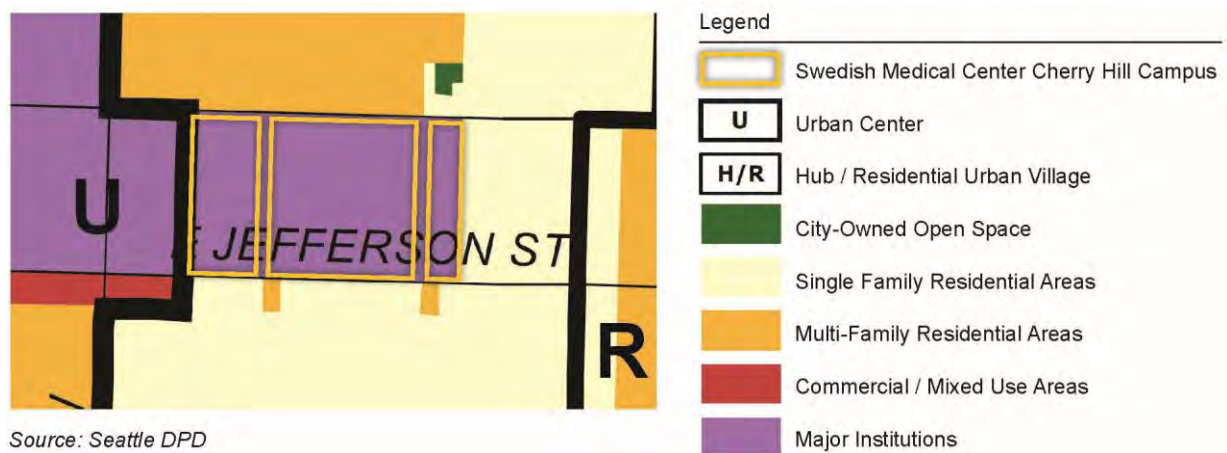 U
E JEFFERSON ST
R
Source: Seattle DPD
Legend
Swedish Medical Center Cherry Hill Campus
U Urban Center
H/R Hub / Residential Urban Village
City-Owned Open Space
Single Family Residential Areas
Multi-Family Residential Areas
Commercial / Mixed Use Areas
Major Institutions